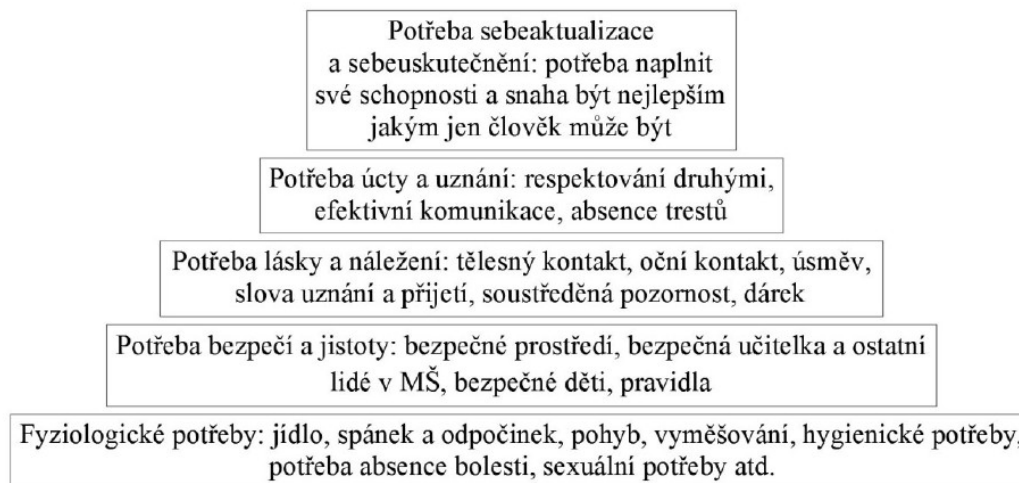 Potřeba sebeaktualizace
a sebeuskutečnění: potřeba naplnit
své schopnosti a snaha být nejlepším
jakým jen člověk může být
Potřeba úcty a uznání: respektování druhými,
efektivní komunikace, absence trestů
Potřeba lásky a náležení: tělesný kontakt, oční kontakt, úsměv,
slova uznání a přijetí, soustředěná pozornost, dárek
Potřeba bezpečí a jistoty: bezpečné prostředí, bezpečná učitelka a ostatní
lidé v MŠ, bezpečné děti, pravidla
Fyziologické potřeby: jídlo, spánek a odpočinek, pohyb, vyměšování, hygienické potřeby,
potřeba absence bolesti, sexuální potřeby atd.